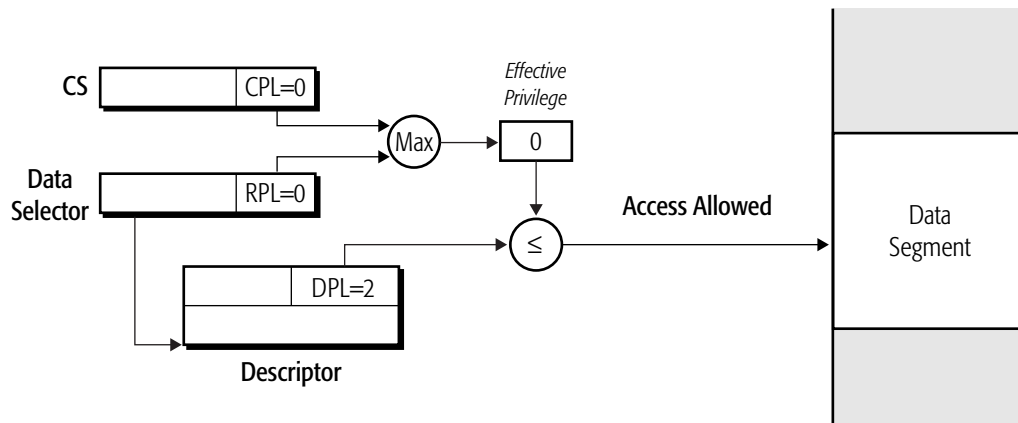 CS
CPL=0
Effective
Privilege
Max
0
Data
Selector
RPL=0
Access Allowed
Data
Segment
≤
DPL=2
Descriptor